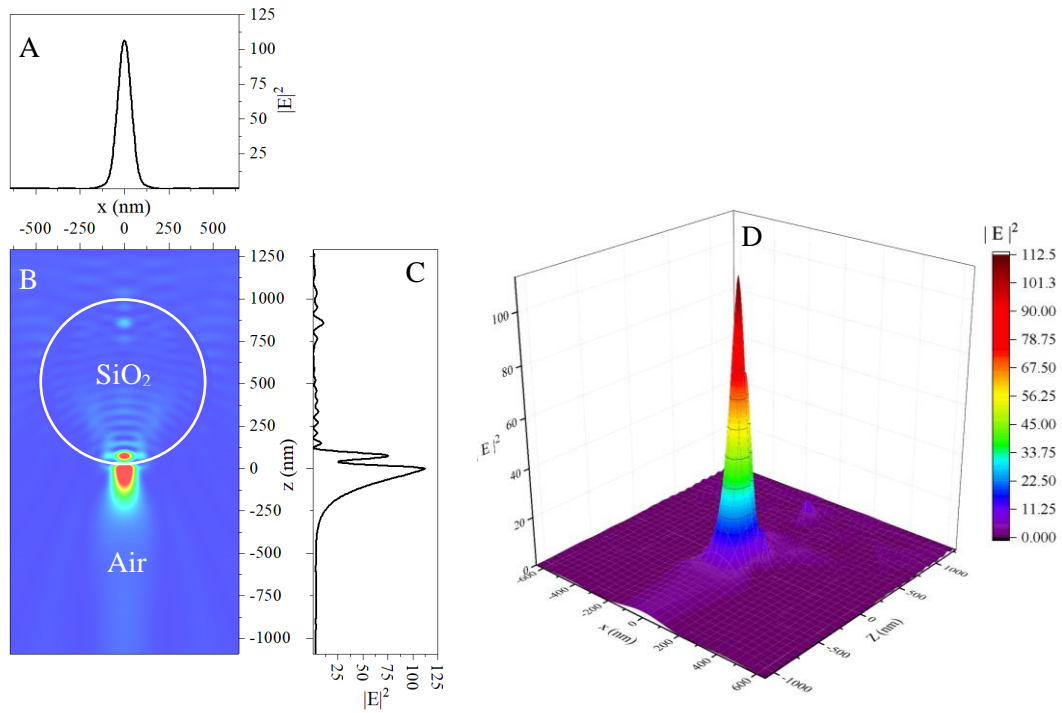 A
125
100
75
50
25
|E|²
x (nm)
-500 -250 0 250 500
B
SiO₂
Air
1250
1000
750
500
250
0
-250
-500
-750
-1000
z (nm)
C
25 50 75 100 125
|E|²
D
100
80
60
40
20
0
E|²
-600 -400 -200 0 200 400 600
x (nm)
-1000 -500 0 500 1000
Z (nm)
|E|²
112.5
101.3
90.00
78.75
67.50
56.25
45.00
33.75
22.50
11.25
0.000